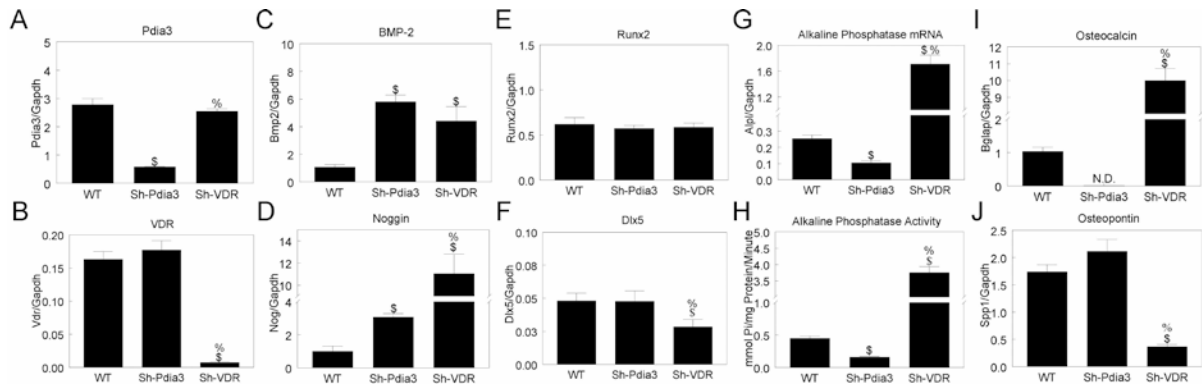 A
Pdia3
Pdia3/Gapdh
5
4
3
2
1
0
$
%
WT Sh-Pdia3 Sh-VDR
B
VDR
Vdr/Gapdh
0.20
0.15
0.10
0.05
0.00
%
$
WT Sh-Pdia3 Sh-VDR
C
BMP-2
Bmp2/Gapdh
10
8
6
4
2
0
$
$
WT Sh-Pdia3 Sh-VDR
D
Noggin
Nog/Gapdh
14
12
10
8
4
2
0
$
%
$
WT Sh-Pdia3 Sh-VDR
E
Runx2
Runx2/Gapdh
1.5
1.0
0.5
0.0
WT Sh-Pdia3 Sh-VDR
F
Dlx5
Dlx5/Gapdh
0.10
0.08
0.05
0.03
0.00
%
$
WT Sh-Pdia3 Sh-VDR
G
Alkaline Phosphatase mRNA
Alpl/Gapdh
2.0
1.7
1.5
1.2
0.3
0.2
0.1
0.0
$
$ %
WT Sh-Pdia3 Sh-VDR
H
Alkaline Phosphatase Activity
mmol Pi/mg Protein/Minute
5.0
4.5
4.0
3.5
3.0
1.0
0.5
0.0
$
%
$
WT Sh-Pdia3 Sh-VDR
I
Osteocalcin
Bglap/Gapdh
12
11
10
9
8
7
2
1
0
N.D.
%
$
WT Sh-Pdia3 Sh-VDR
J
Osteopontin
Spp1/Gapdh
2.5
2.0
1.5
1.0
0.5
0.0
%
$
WT Sh-Pdia3 Sh-VDR